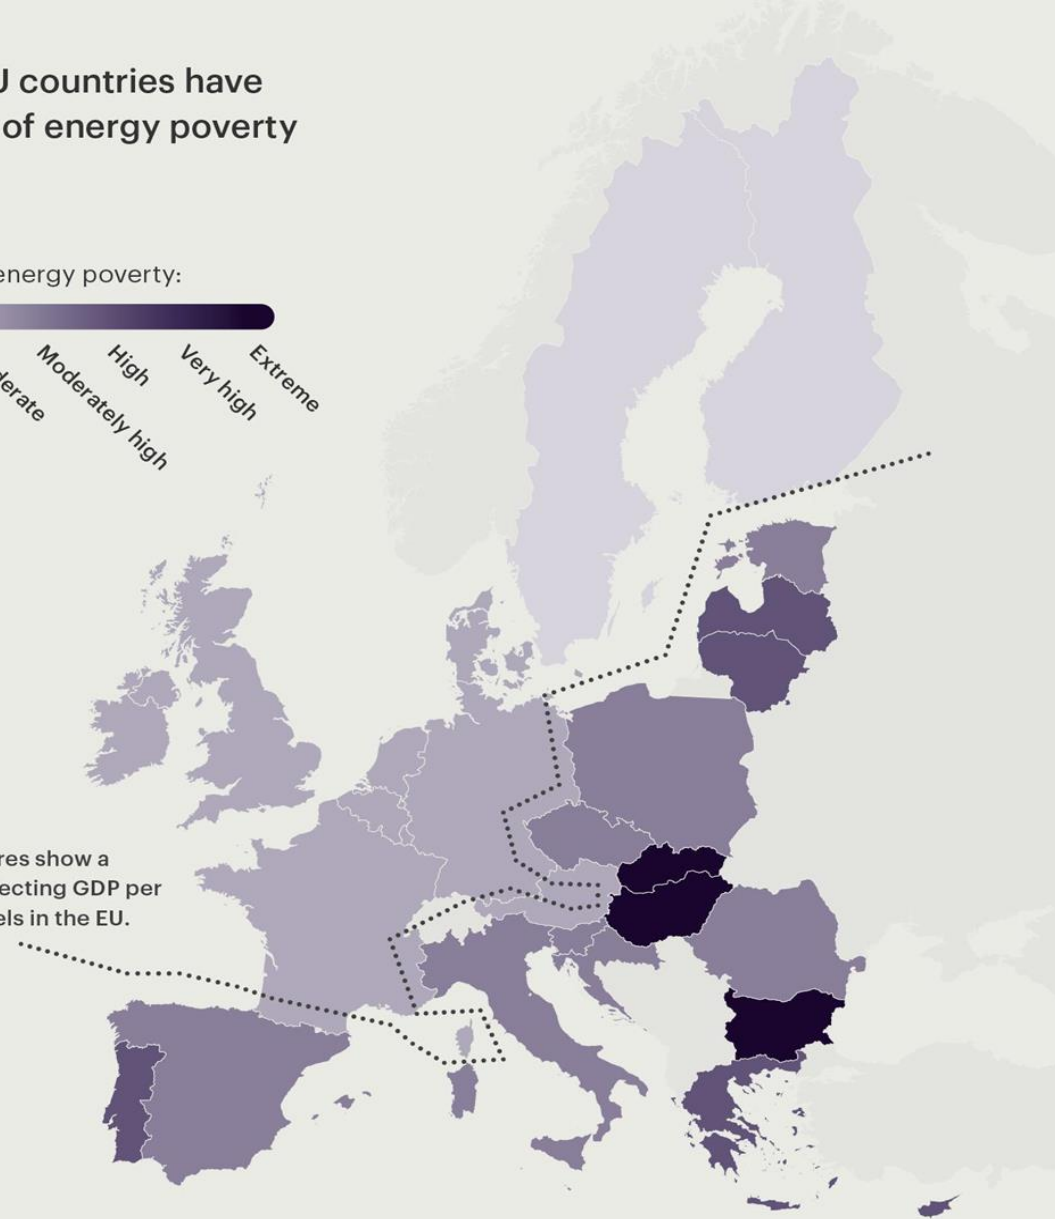 U countries have
of energy poverty
energy poverty:
derate
Moderately high
High
Very high
Extreme
res show a
ecting GDP per
els in the EU.